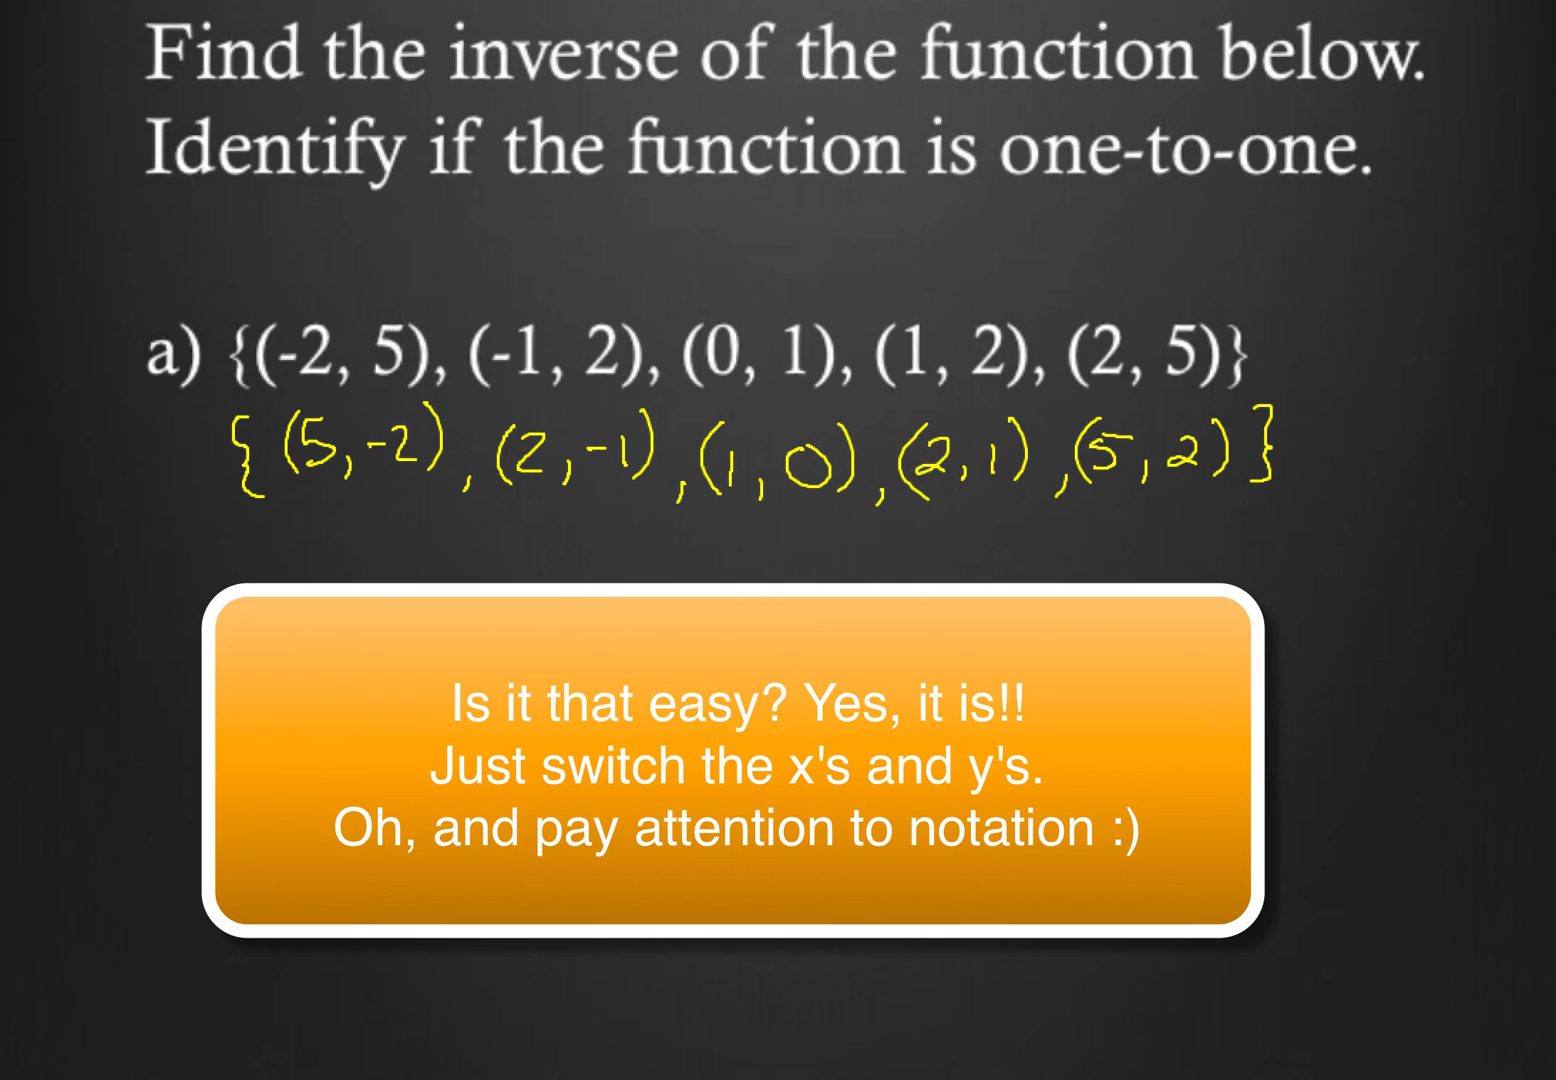 Find the inverse of the function below.
Identify if the function is one-to-one.
a) {(-2, 5), (-1, 2), (0, 1), (1, 2), (2, 5)}
{(5,-2), (2,-1), (1,0), (2,1), (5,2)}
Is it that easy? Yes, it is!!
Just switch the x's and y's.
Oh, and pay attention to notation :)